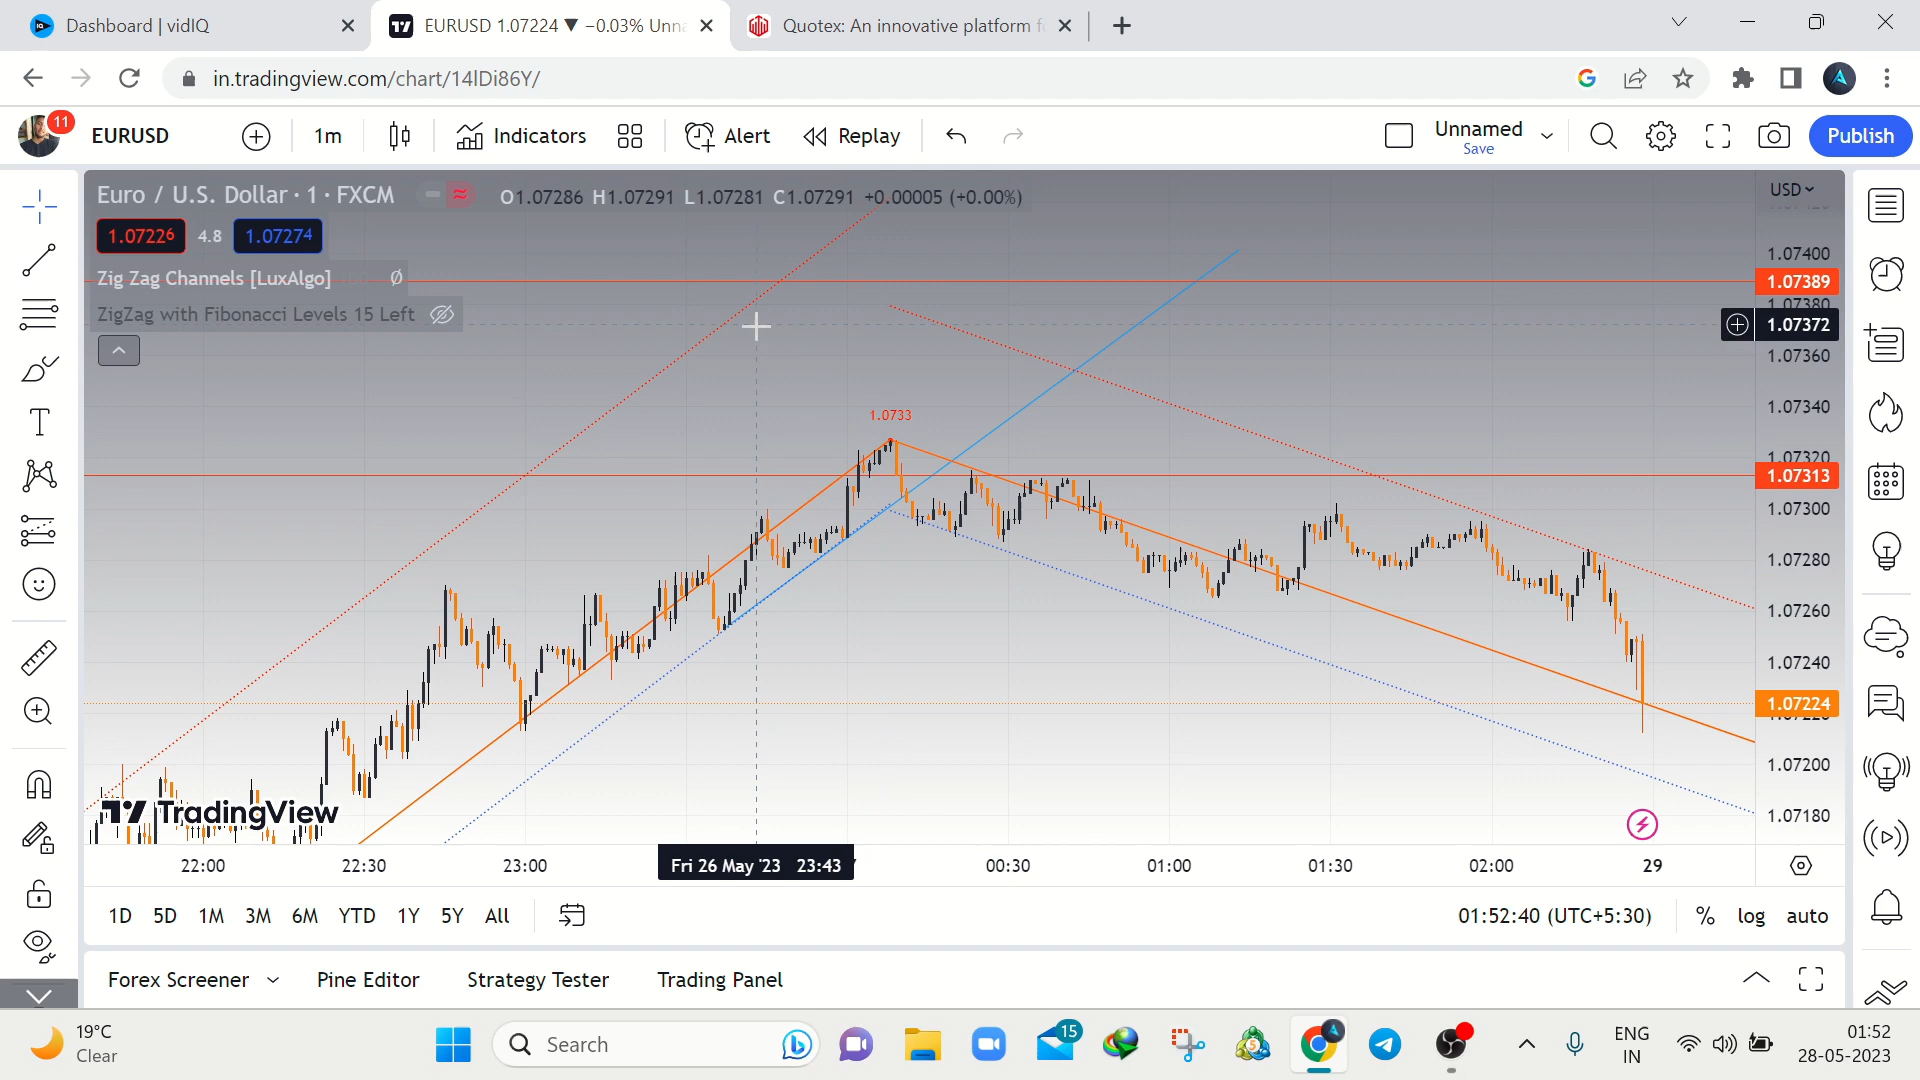 Dashboard | vidIQ
EURUSD 1.07224 ▼ −0.03% Unna
Quotex: An innovative platform f
in.tradingview.com/chart/14lDi86Y/
11
EURUSD
1m
Indicators
Alert
Replay
Unnamed
Save
Publish
Euro / U.S. Dollar · 1 · FXCM
O1.07286 H1.07291 L1.07281 C1.07291 +0.00005 (+0.00%)
USD
1.07226 4.8 1.07274
1.07400
Zig Zag Channels [LuxAlgo]
1.07389
1.07380
ZigZag with Fibonacci Levels 15 Left
1.07372
1.07360
1.07340
1.0733
1.07320
1.07313
1.07300
1.07280
1.07260
1.07240
1.07224
1.07200
TradingView
1.07180
22:00 22:30 23:00 Fri 26 May '23 23:43 00:30 01:00 01:30 02:00 29
1D 5D 1M 3M 6M YTD 1Y 5Y All
01:52:40 (UTC+5:30) % log auto
Forex Screener Pine Editor Strategy Tester Trading Panel
19°C
Clear
Search
15
ENG
IN
01:52
28-05-2023